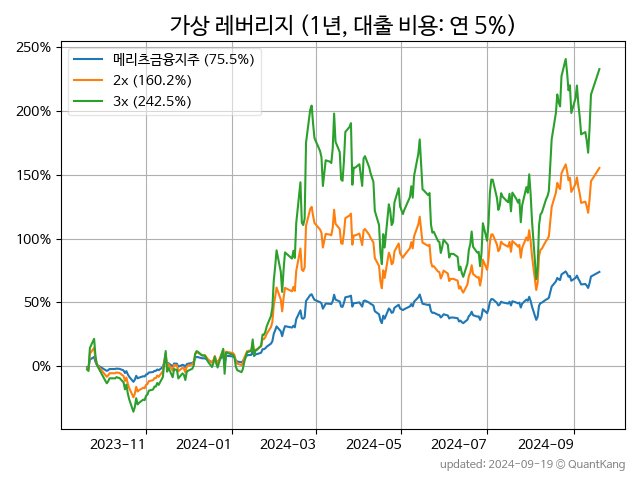 가상 레버리지 (1년, 대출 비용: 연 5%)
250%
200%
150%
100%
50%
0%
메리츠금융지주 (75.5%)
2x (160.2%)
3x (242.5%)
2023-11
2024-01
2024-03
2024-05
2024-07
2024-09
updated: 2024-09-19 © QuantKang